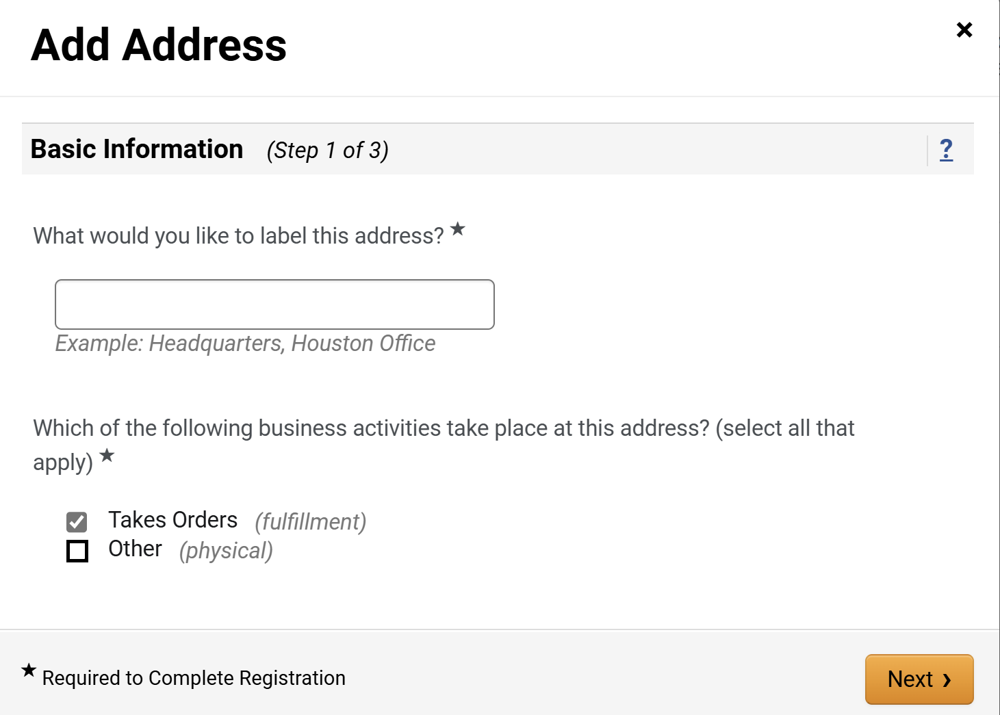 Add Address
Basic Information (Step 1 of 3) ?
What would you like to label this address? ★
Example: Headquarters, Houston Office
Which of the following business activities take place at this address? (select all that
apply) ★
Takes Orders (fulfillment)
Other (physical)
★ Required to Complete Registration
Next ›